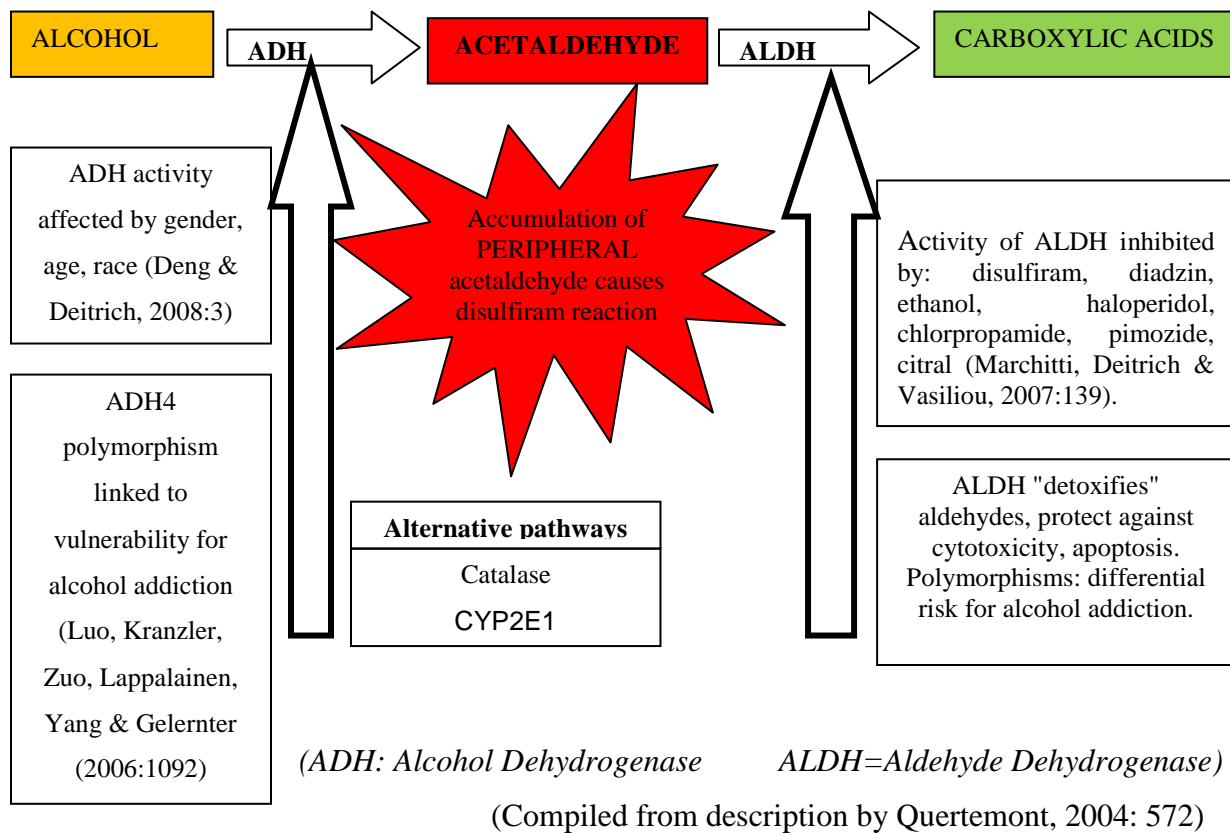 ALCOHOL
ADH
ACETALDEHYDE
ALDH
CARBOXYLIC ACIDS
ADH activity
affected by gender,
age, race (Deng &
Deitrich, 2008:3)
Accumulation of
PERIPHERAL
acetaldehyde causes
disulfiram reaction
Activity of ALDH inhibited
by: disulfiram, diadzin,
ethanol, haloperidol,
chlorpropamide, pimozide,
citral (Marchitti, Deitrich &
Vasiliou, 2007:139).
ADH4
polymorphism
linked to
vulnerability for
alcohol addiction
(Luo, Kranzler,
Zuo, Lappalainen,
Yang & Gelernter
(2006:1092)
Alternative pathways
Catalase
CYP2E1
ALDH "detoxifies"
aldehydes, protect against
cytotoxicity, apoptosis.
Polymorphisms: differential
risk for alcohol addiction.
(ADH: Alcohol Dehydrogenase ALDH=Aldehyde Dehydrogenase)
(Compiled from description by Quertemont, 2004: 572)